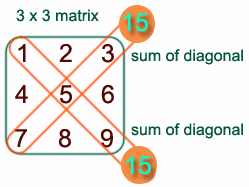 3 x 3 matrix
15
1 2 3
sum of diagonal
4 5 6
sum of diagonal
7 8 9
15